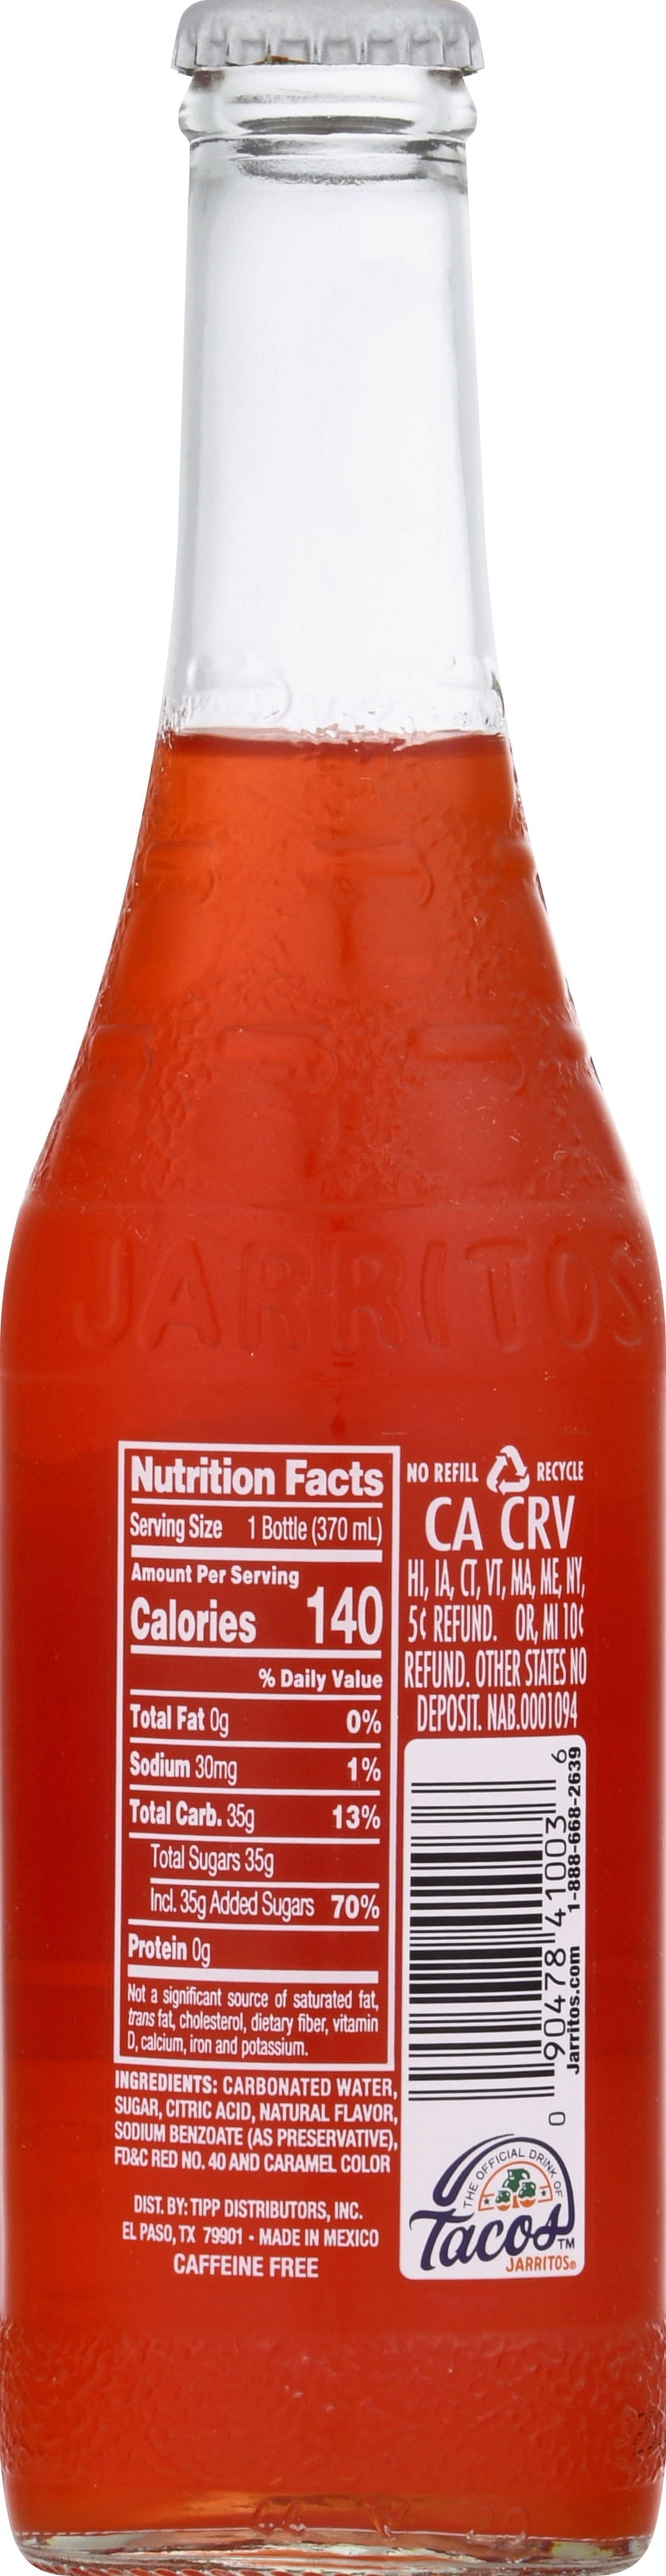 JARRITOS
Nutrition Facts
Serving Size 1 Bottle (370 mL)
Amount Per Serving
Calories 140
% Daily Value
Total Fat 0g 0%
Sodium 30mg 1%
Total Carb. 35g 13%
Total Sugars 35g
Incl. 35g Added Sugars 70%
Protein 0g
Not a significant source of saturated fat,
trans fat, cholesterol, dietary fiber, vitamin
D, calcium, iron and potassium.
INGREDIENTS: CARBONATED WATER,
SUGAR, CITRIC ACID, NATURAL FLAVOR,
SODIUM BENZOATE (AS PRESERVATIVE),
FD&C RED NO. 40 AND CARAMEL COLOR
DIST. BY: TIPP DISTRIBUTORS, INC.
EL PASO, TX 79901 • MADE IN MEXICO
CAFFEINE FREE
NO REFILL RECYCLE
CA CRV
HI, IA, CT, VT, MA, ME, NY,
5¢ REFUND. OR, MI 10¢
REFUND. OTHER STATES NO
DEPOSIT. NAB.0001094
0 90478 41003 6
Jarritos.com 1-888-668-2639
THE OFFICIAL DRINK OF
Tacos™
JARRITOS®